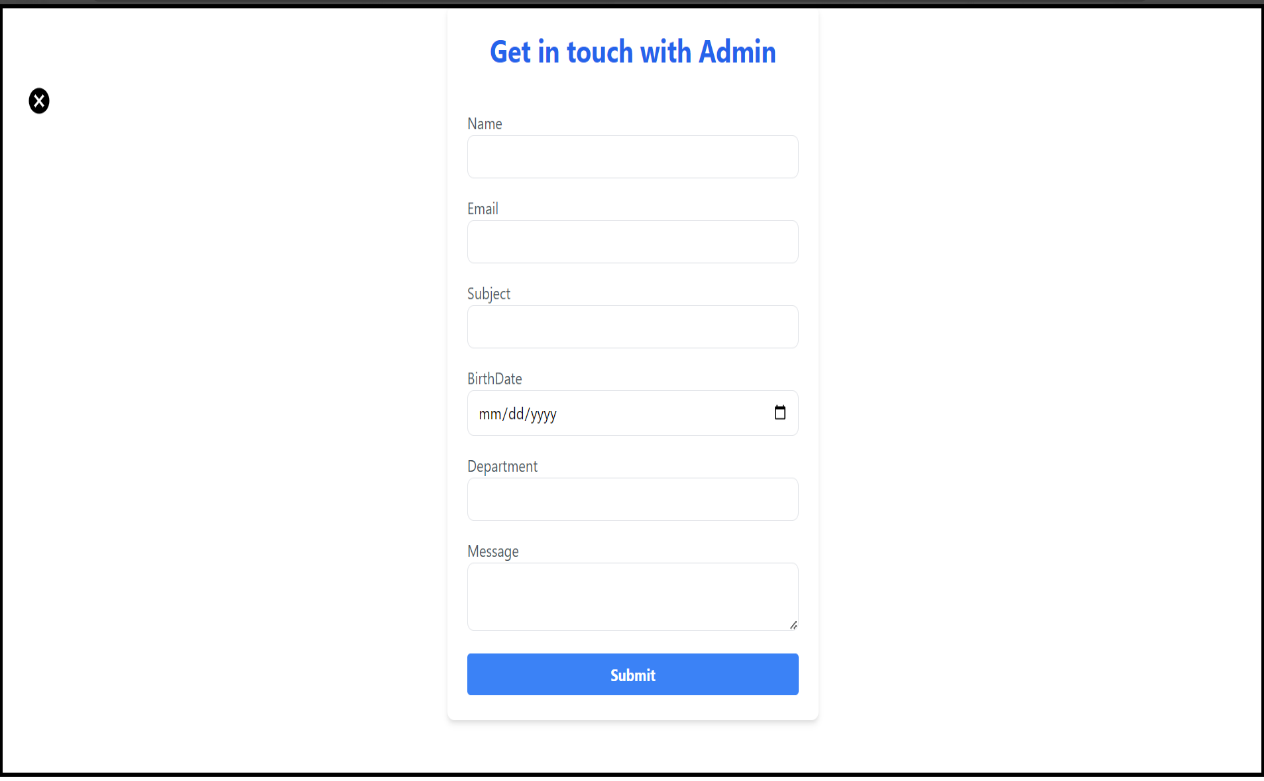 Get in touch with Admin
Name
Email
Subject
BirthDate
mm/dd/yyyy
Department
Message
Submit